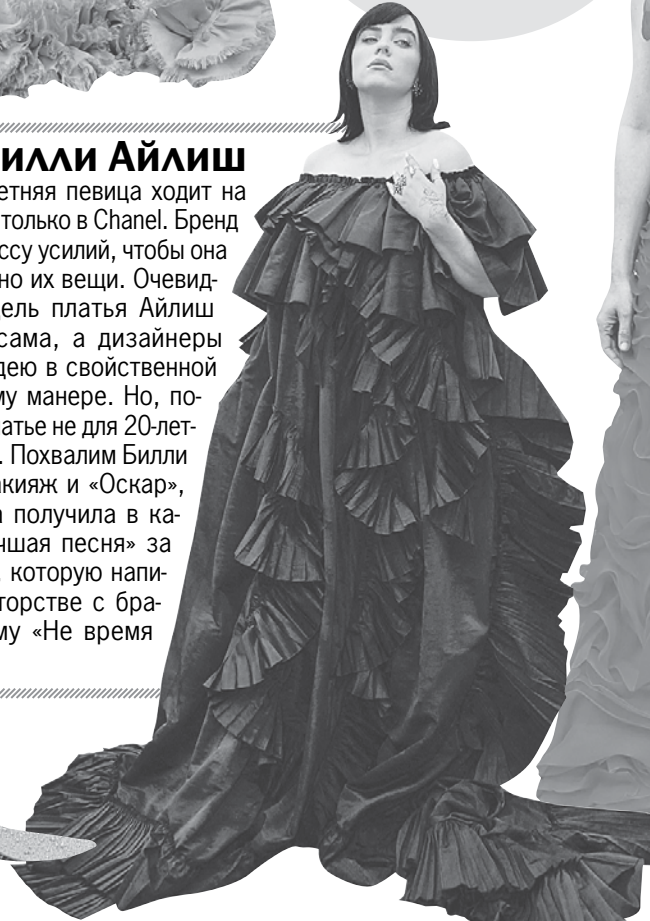 илли Айлиш
етняя певица ходит на
только в Chanel. Бренд
ссу усилий, чтобы она
но их вещи. Очевид-
ель платья Айлиш
сама, а дизайнеры
дею в свойственной
му манере. Но, по-
атье не для 20-лет-
. Похвалим Билли
акияж и «Оскар»,
а получила в ка-
чшая песня» за
, которую напи-
торстве с бра-
му «Не время